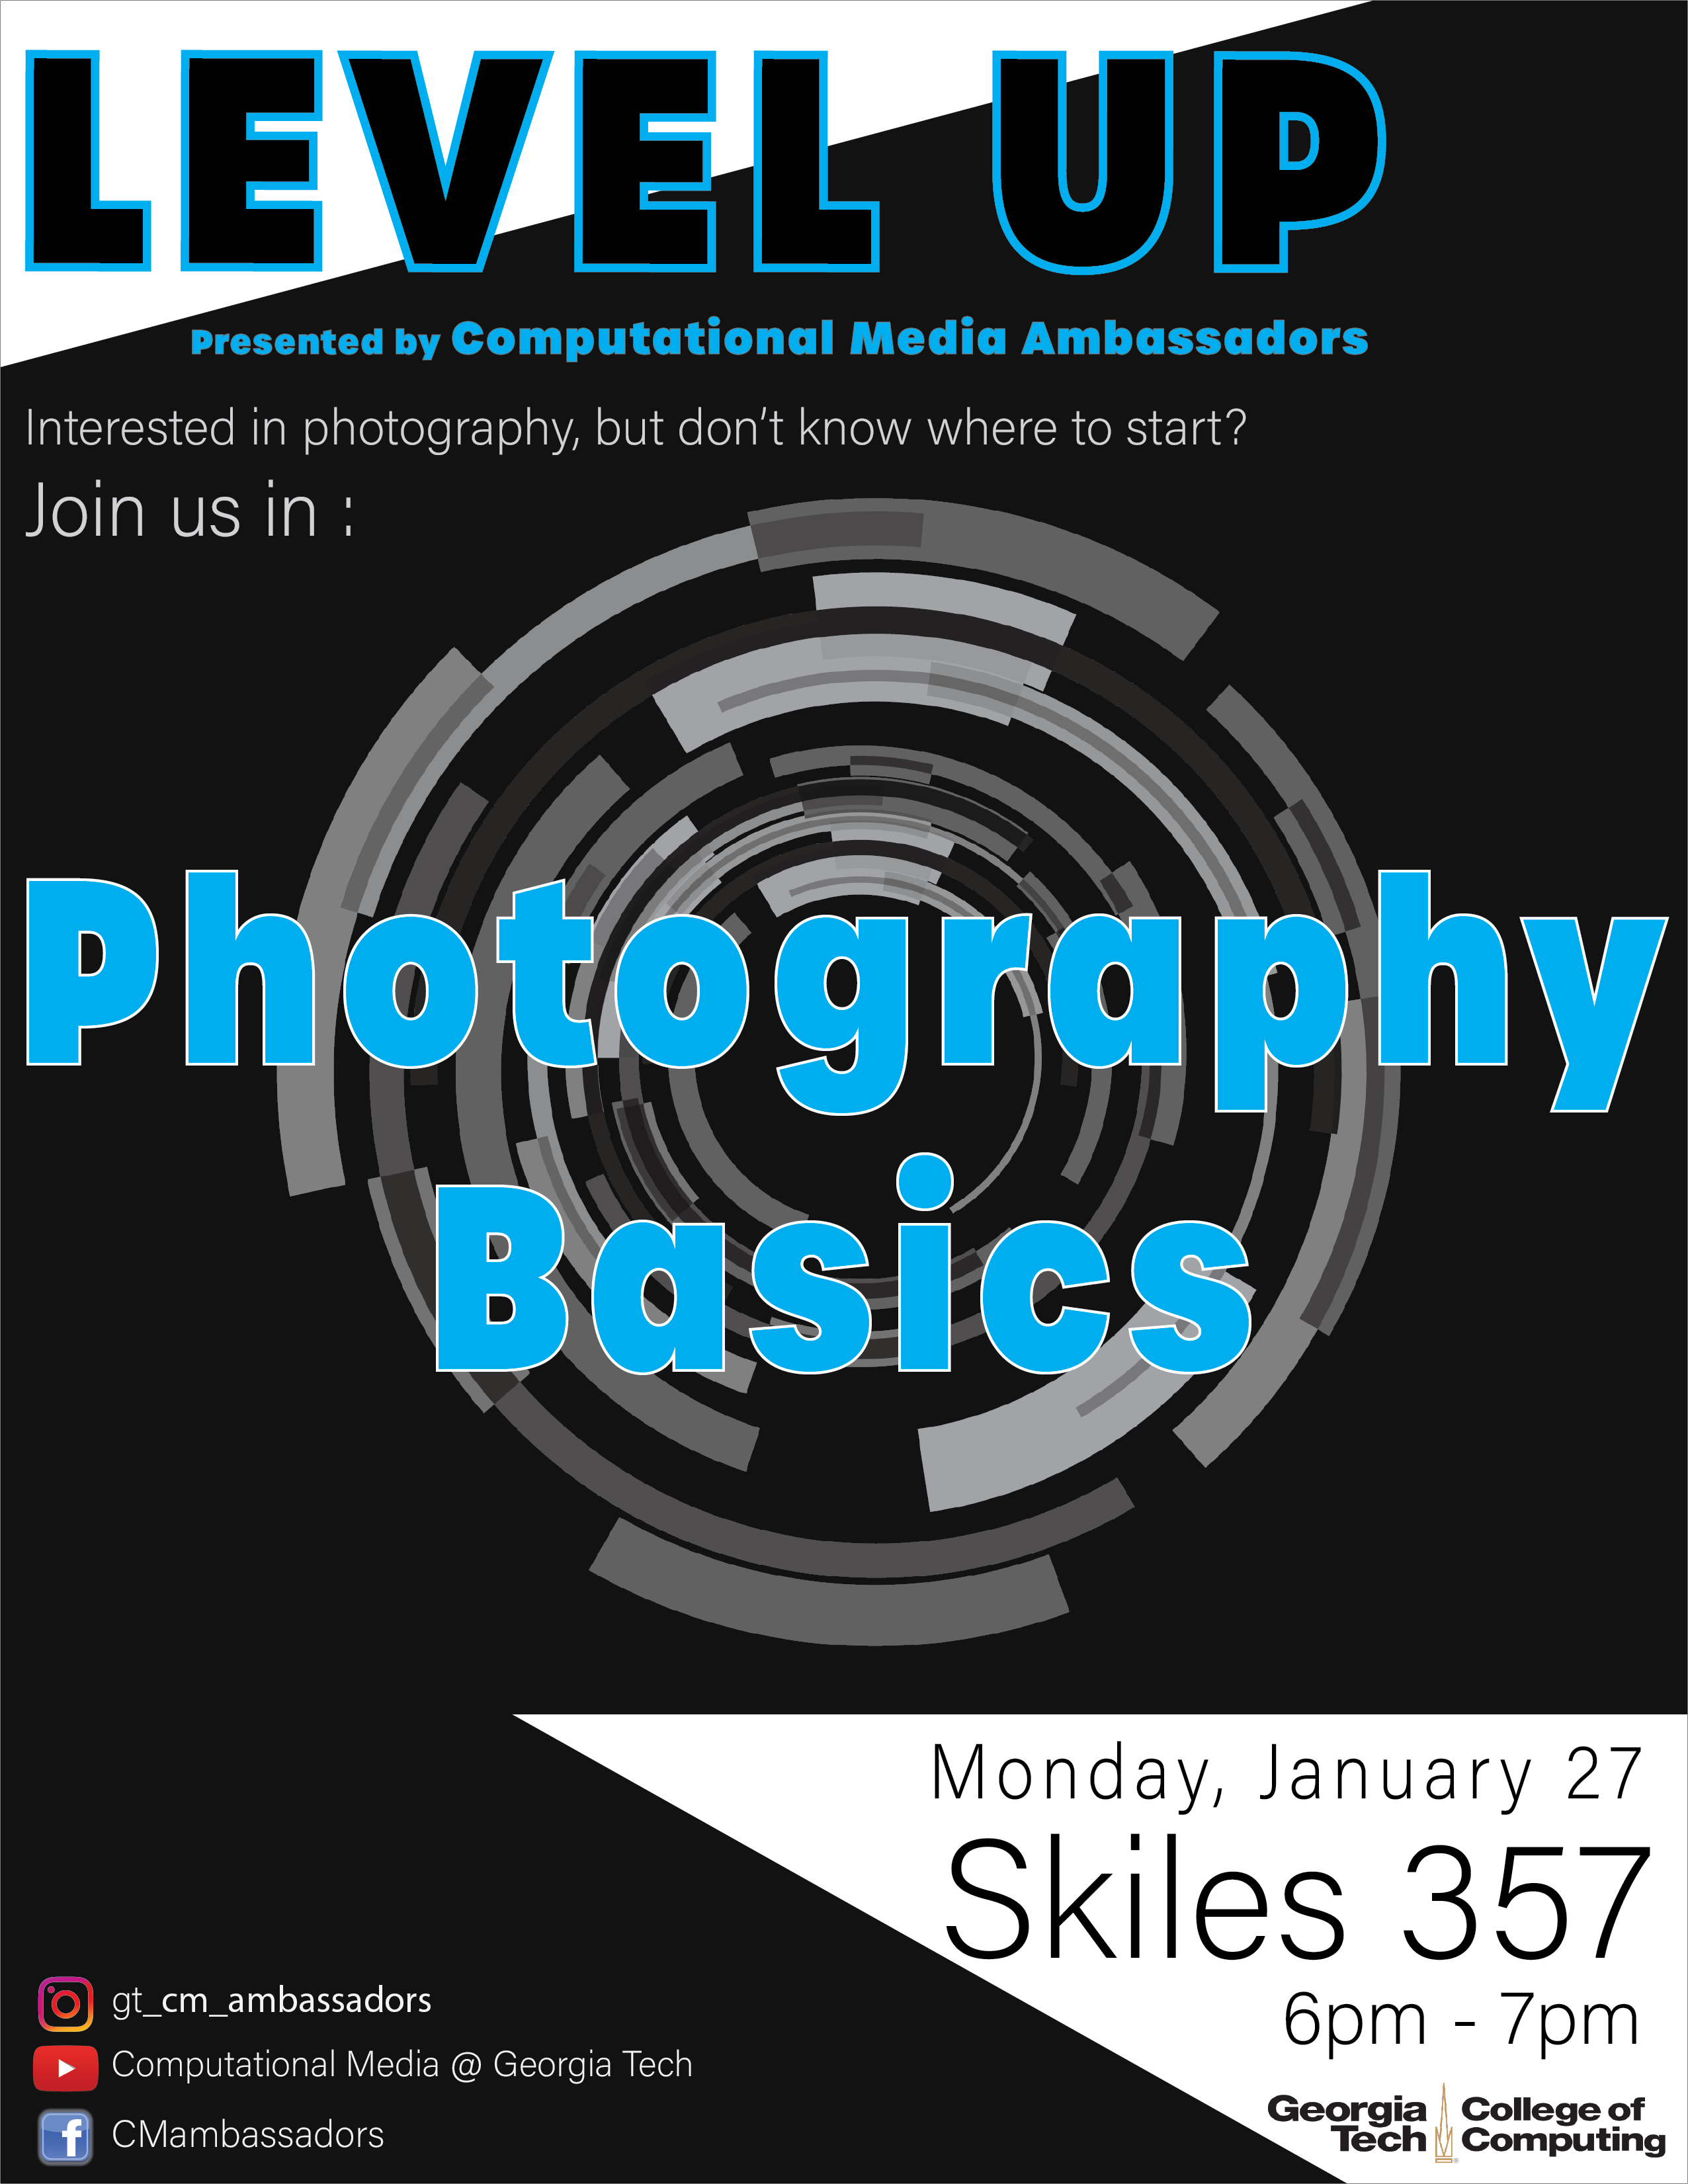 LEVEL UP
Presented by Computational Media Ambassadors
Interested in photography, but don't know where to start?
Join us in :
Photography
Basics
Monday, January 27
Skiles 357
6pm - 7pm
gt_cm_ambassadors
Computational Media @ Georgia Tech
CMambassadors
Georgia Tech
College of Computing